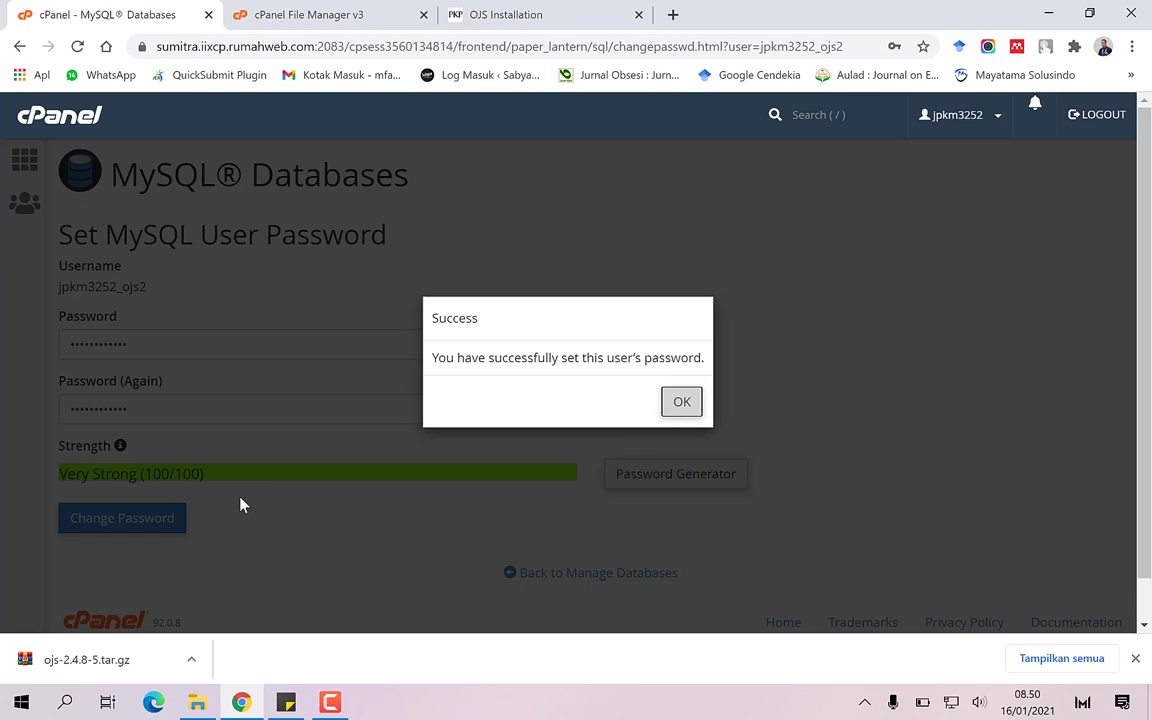 cPanel - MySQL® Databases
cPanel File Manager v3
PKP OJS Installation
sumitra.iixcp.rumahweb.com:2083/cpsess3560134814/frontend/paper_lantern/sql/changepasswd.html?user=jpkm3252_ojs2
Apl WhatsApp QuickSubmit Plugin Kotak Masuk - mfa... Log Masuk ‹ Sabya... Jurnal Obsesi : Jurn... Google Cendekia Aulad : Journal on E... Mayatama Solusindo »
cPanel Search ( / ) jpkm3252 LOGOUT
MySQL® Databases
Set MySQL User Password
Username
jpkm3252_ojs2
Password
Password (Again)
Strength
Very Strong (100/100)
Password Generator
Change Password
Success
You have successfully set this user's password.
OK
Back to Manage Databases
cPanel 92.0.8 Home Trademarks Privacy Policy Documentation
ojs-2.4.8-5.tar.gz
Tampilkan semua
08.50
16/01/2021